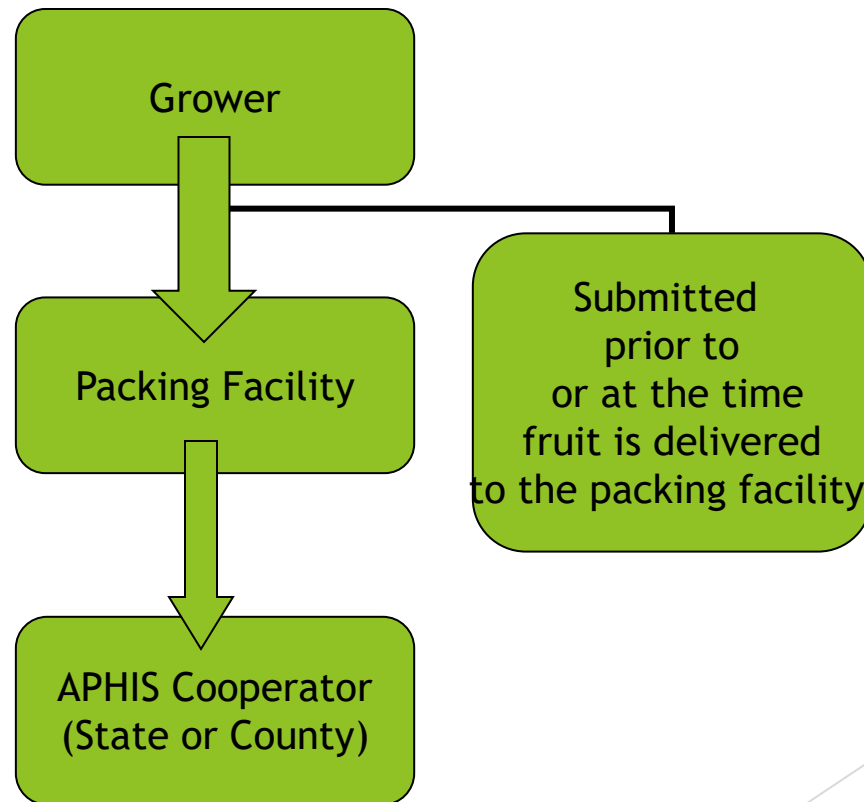 Grower
Submitted
prior to
or at the time
fruit is delivered
to the packing facility
Packing Facility
APHIS Cooperator
(State or County)